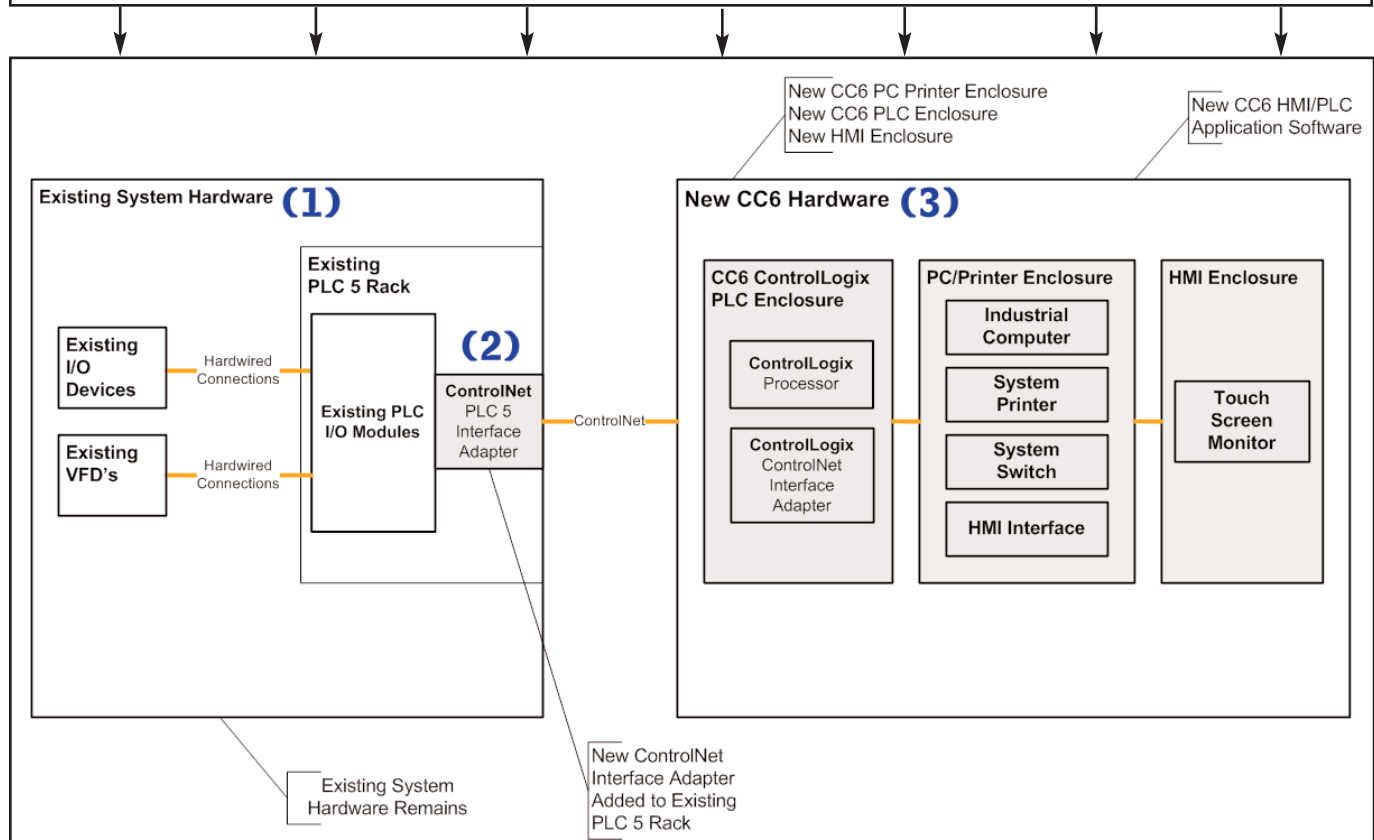 New CC6 PC Printer Enclosure
New CC6 PLC Enclosure
New HMI Enclosure
New CC6 HMI/PLC
Application Software
Existing System Hardware (1)
Existing
PLC 5 Rack
Existing
I/O
Devices
Hardwired
Connections
Existing
VFD's
Hardwired
Connections
Existing PLC
I/O Modules
(2)
ControlNet
PLC 5
Interface
Adapter
ControlNet
New CC6 Hardware (3)
CC6 ControlLogix
PLC Enclosure
ControlLogix
Processor
ControlLogix
ControlNet
Interface
Adapter
PC/Printer Enclosure
Industrial
Computer
System
Printer
System
Switch
HMI Interface
HMI Enclosure
Touch
Screen
Monitor
Existing System
Hardware Remains
New ControlNet
Interface Adapter
Added to Existing
PLC 5 Rack